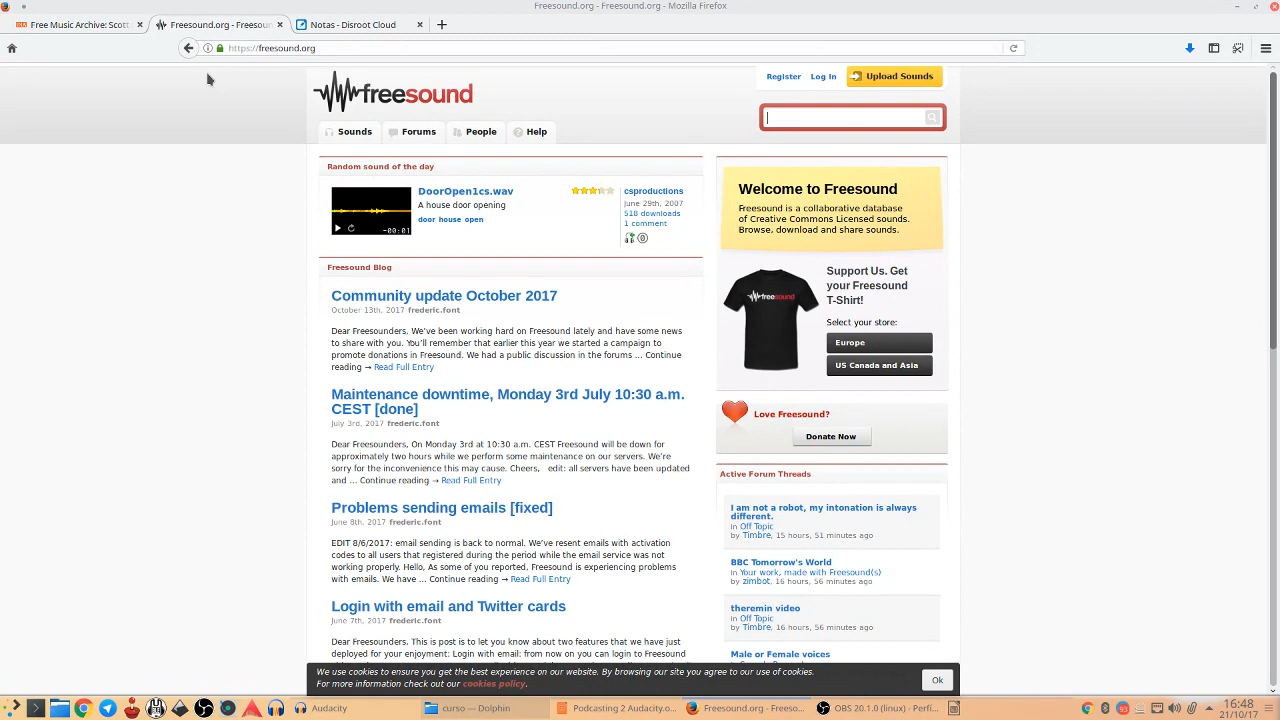 Freesound.org - Freesound.org - Mozilla Firefox
Free Music Archive: Scott
Freesound.org - Freesoun
Notas - Disroot Cloud
https://freesound.org
freesound
Register
Log In
Upload Sounds
Sounds
Forums
People
Help
Random sound of the day
DoorOpen1cs.wav
A house door opening
door house open
-00:01
csproductions
June 29th, 2007
518 downloads
1 comment
Freesound Blog
Community update October 2017
October 13th, 2017 frederic.font
Dear Freesounders, We've been working hard on Freesound lately and have some news
to share with you. You'll remember that earlier this year we started a campaign to
promote donations in Freesound. We had a public discussion in the forums ... Continue
reading → Read Full Entry
Maintenance downtime, Monday 3rd July 10:30 a.m.
CEST [done]
July 3rd, 2017 frederic.font
Dear Freesounders, On Monday 3rd at 10:30 a.m. CEST Freesound will be down for
approximately two hours while we perform some maintenance on our servers. We're
sorry for the inconvenience this may cause. Cheers, edit: all servers have been updated
and ... Continue reading → Read Full Entry
Problems sending emails [fixed]
June 8th, 2017 frederic.font
EDIT 8/6/2017: email sending is back to normal. We've resent emails with activation
codes to all users that registered during the period while the email service was not
working properly. Hello, As some of you reported, Freesound is experiencing problems
with emails. We have ... Continue reading → Read Full Entry
Login with email and Twitter cards
June 7th, 2017 frederic.font
Dear Freesounders, This post is to let you know about two features that we have just
deployed for your enjoyment: Login with email: from now on you can login to Freesound
Welcome to Freesound
Freesound is a collaborative database
of Creative Commons Licensed sounds.
Browse, download and share sounds.
freesound
Support Us. Get
your Freesound
T-Shirt!
Select your store:
Europe
US Canada and Asia
Love Freesound?
Donate Now
Active Forum Threads
I am not a robot, my intonation is always
different.
in Off Topic
by Timbre, 15 hours, 51 minutes ago
BBC Tomorrow's World
in Your work, made with Freesound(s)
by zimbot, 16 hours, 56 minutes ago
theremin video
in Off Topic
by Timbre, 16 hours, 56 minutes ago
Male or Female voices
We use cookies to ensure you get the best experience on our website. By browsing our site you agree to our use of cookies.
For more information check out our cookies policy.
Ok
Audacity
curso — Dolphin
Podcasting 2 Audacity.o...
Freesound.org - Freesou...
OBS 20.1.0 (linux) - Perfi...
16:48
21/10/17